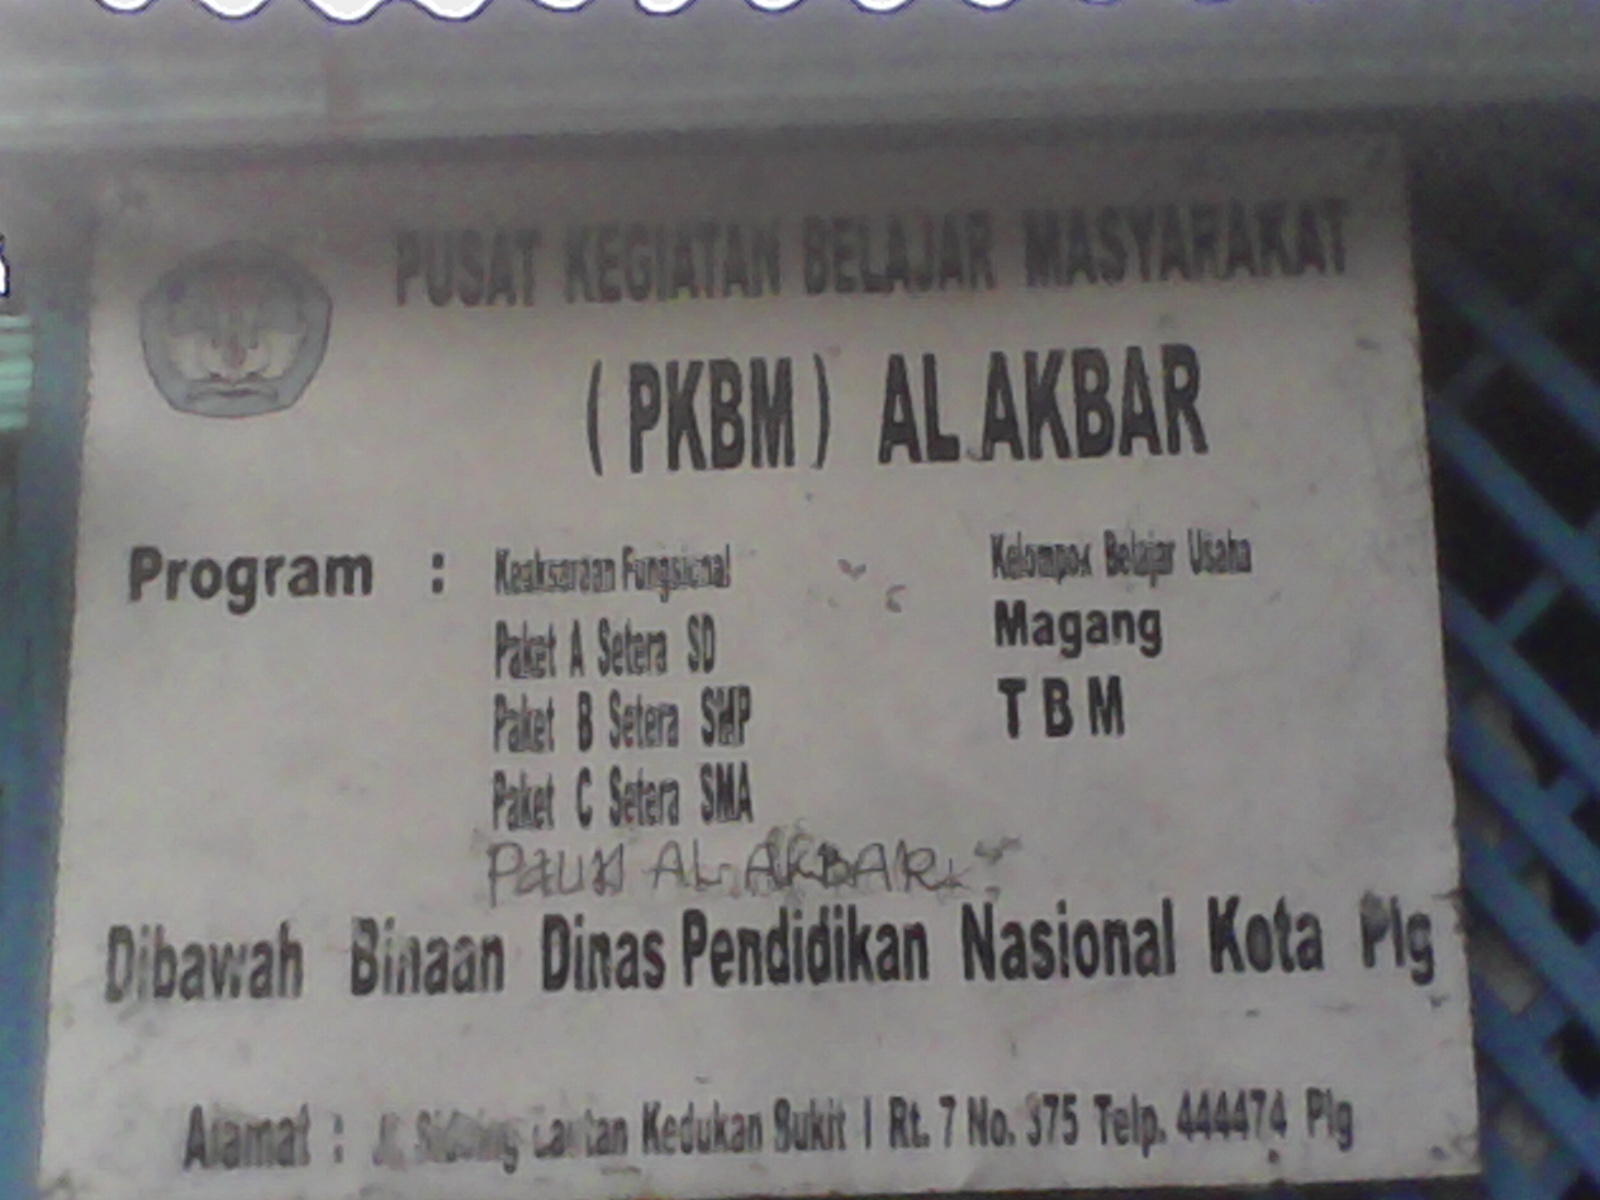 PUSAT KEGIATAN BELAJAR MASYARAKAT
(PKBM) AL.AKBAR
Program : Keaksaraan Fungsional
Paket A Setera SD
Paket B Setera SMP
Paket C Setera SMA
PAUD AL.AKBAR
Kelompok Belajar Usaha
Magang
TBM
Dibawah Binaan Dinas Pendidikan Nasional Kota Plg
Alamat : Jl. Lautan Kedukan Bukit I Rt. 7 No. 375 Telp. 444474 Plg